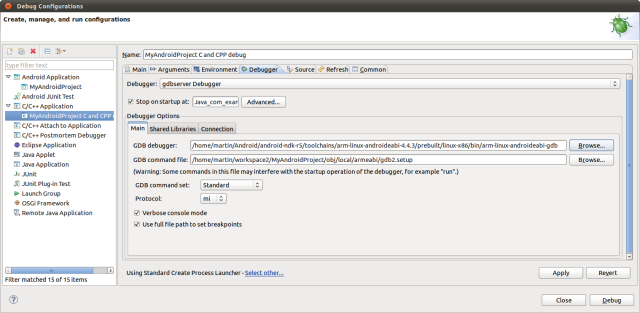 Debug Configurations
Create, manage, and run configurations
type filter text
Android Application
MyAndroidProject
Android JUnit Test
C/C++ Application
MyAndroidProject C and CPP
C/C++ Attach to Application
C/C++ Postmortem Debugger
Eclipse Application
Java Applet
Java Application
JUnit
JUnit Plug-in Test
Launch Group
OSGi Framework
Remote Java Application
Filter matched 15 of 15 items
Name: MyAndroidProject C and CPP debug
Main Arguments Environment Debugger Source Refresh Common
Debugger: gdbserver Debugger
Stop on startup at: Java_com_exam Advanced...
Debugger Options
Main Shared Libraries Connection
GDB debugger: /home/martin/Android/android-ndk-r5/toolchains/arm-linux-androideabi-4.4.3/prebuilt/linux-x86/bin/arm-linux-androideabi-gdb Browse...
GDB command file: /home/martin/workspace2/MyAndroidProject/obj/local/armeabi/gdb2.setup Browse...
(Warning: Some commands in this file may interfere with the startup operation of the debugger, for example "run".)
GDB command set: Standard
Protocol: mi
Verbose console mode
Use full file path to set breakpoints
Using Standard Create Process Launcher - Select other...
Apply Revert
Close Debug